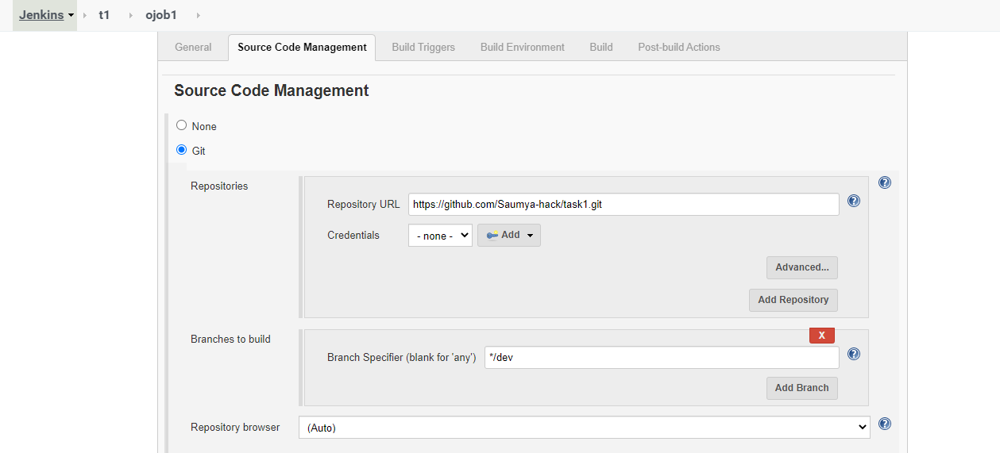 Jenkins t1 ojob1
General Source Code Management Build Triggers Build Environment Build Post-build Actions
Source Code Management
None
Git
Repositories
?
Repository URL https://github.com/Saumya-hack/task1.git ?
Credentials - none - Add
Advanced...
Add Repository
Branches to build
X
Branch Specifier (blank for 'any') */dev ?
Add Branch
Repository browser (Auto) ?